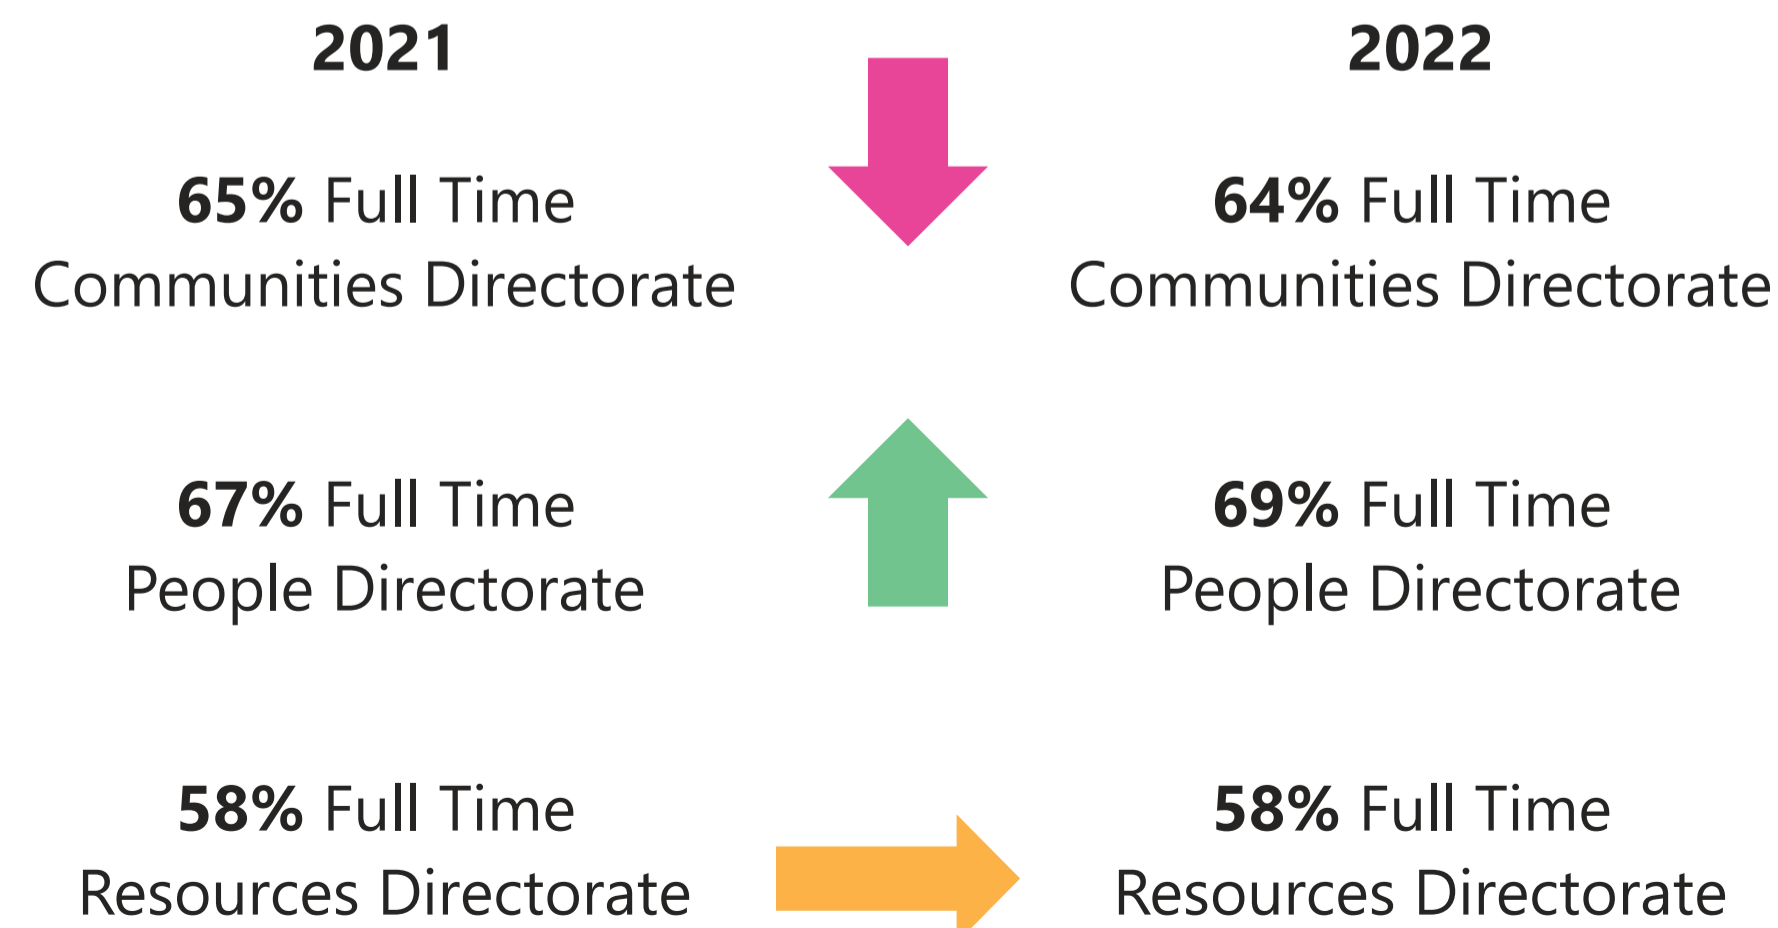 2021
2022
65% Full Time
Communities Directorate
64% Full Time
Communities Directorate
67% Full Time
People Directorate
69% Full Time
People Directorate
58% Full Time
Resources Directorate
58% Full Time
Resources Directorate